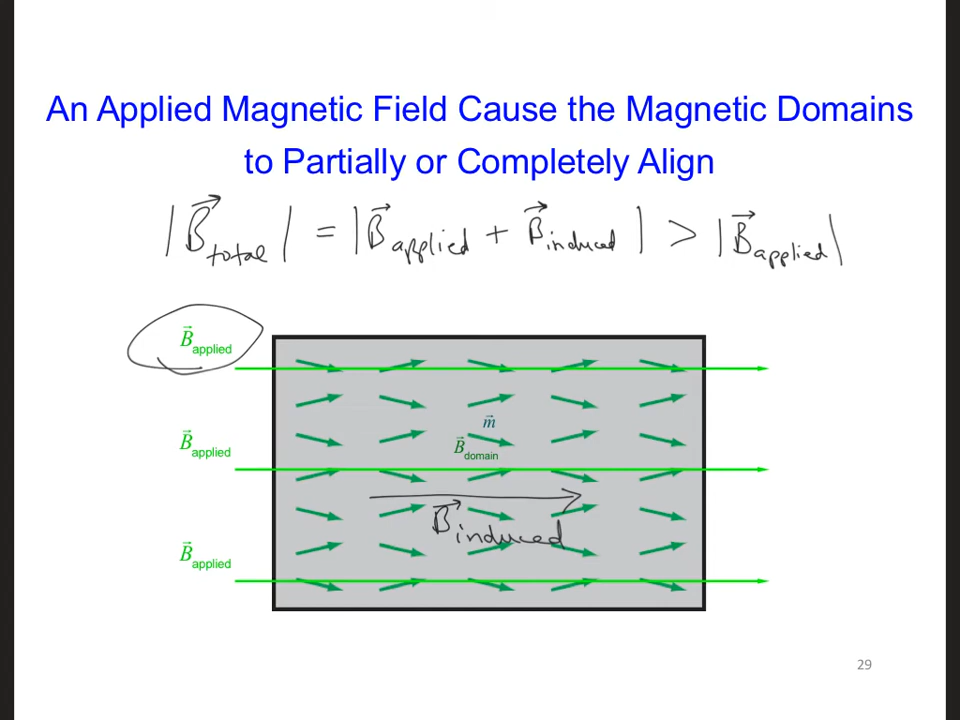 An Applied Magnetic Field Cause the Magnetic Domains
to Partially or Completely Align
|B⃗total| = |B⃗applied + B⃗induced| > |B⃗applied|
B⃗applied
m⃗
B⃗applied
B⃗domain
B⃗induced
B⃗applied
29